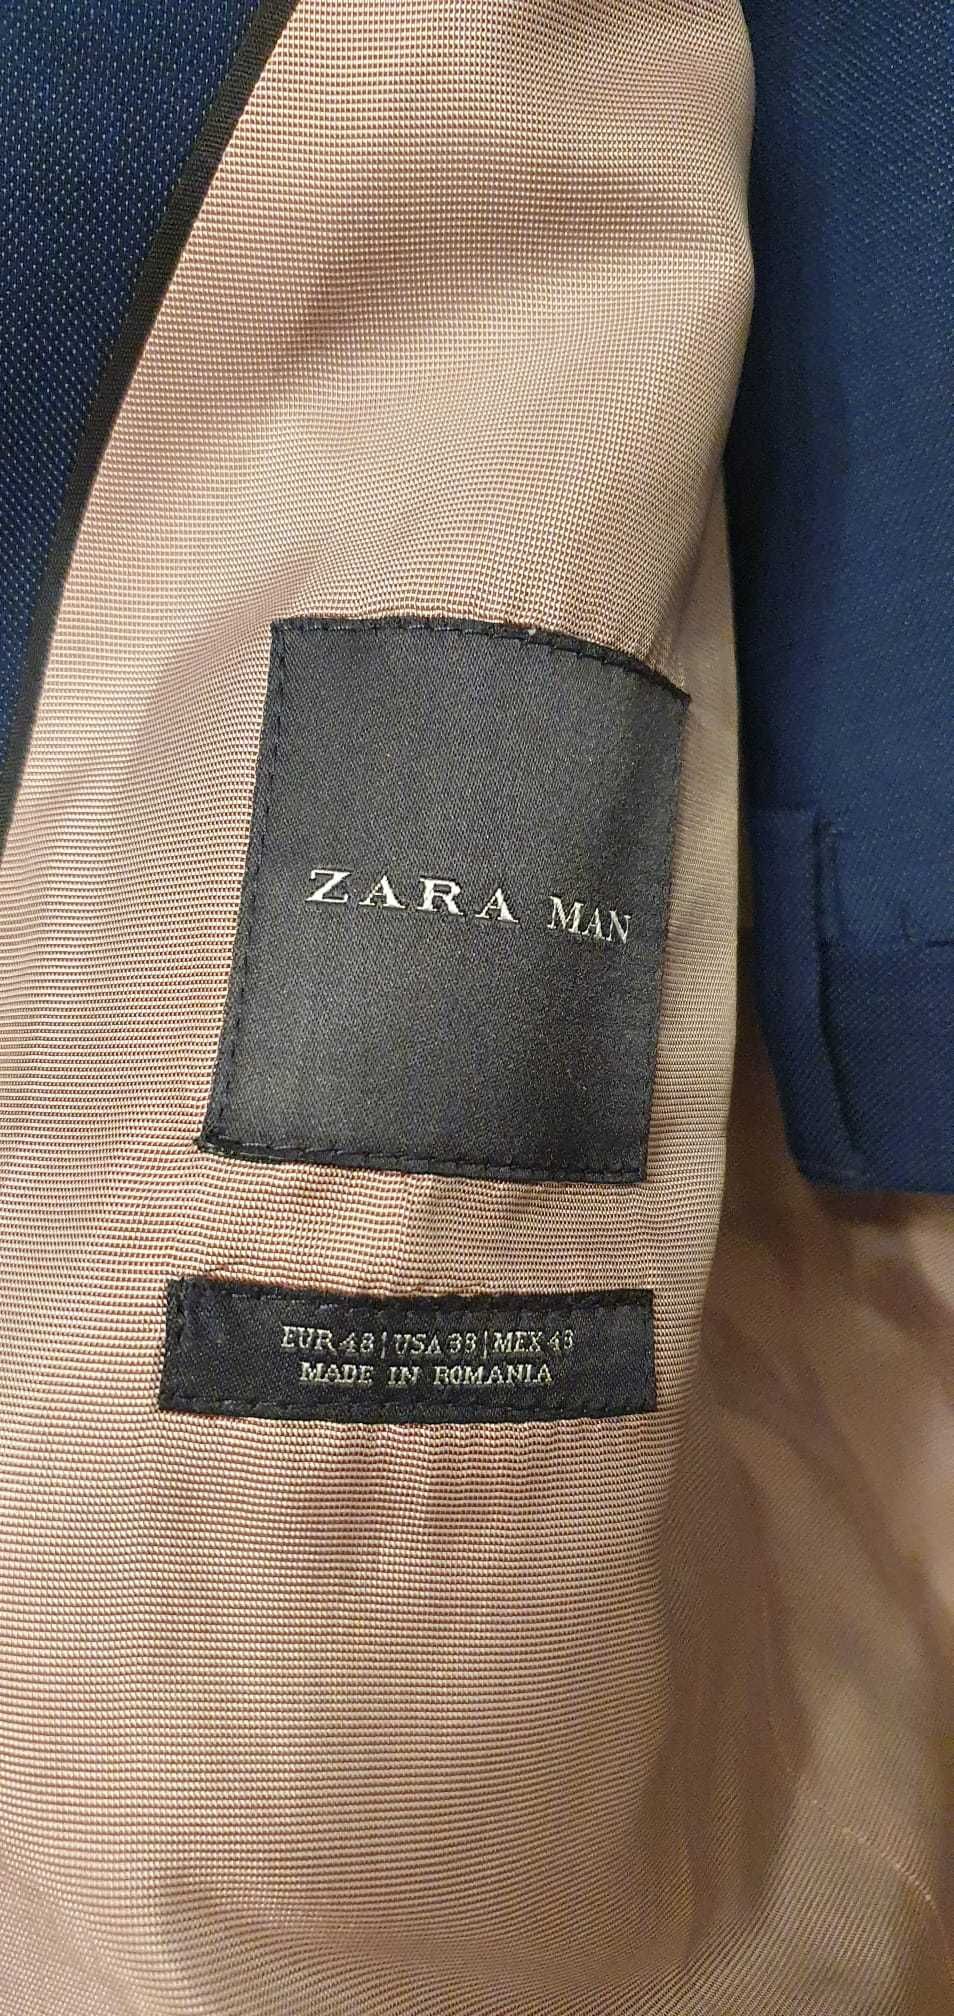 ZARA MAN
EUR 48 | USA 38 | MEX 48
MADE IN ROMANIA